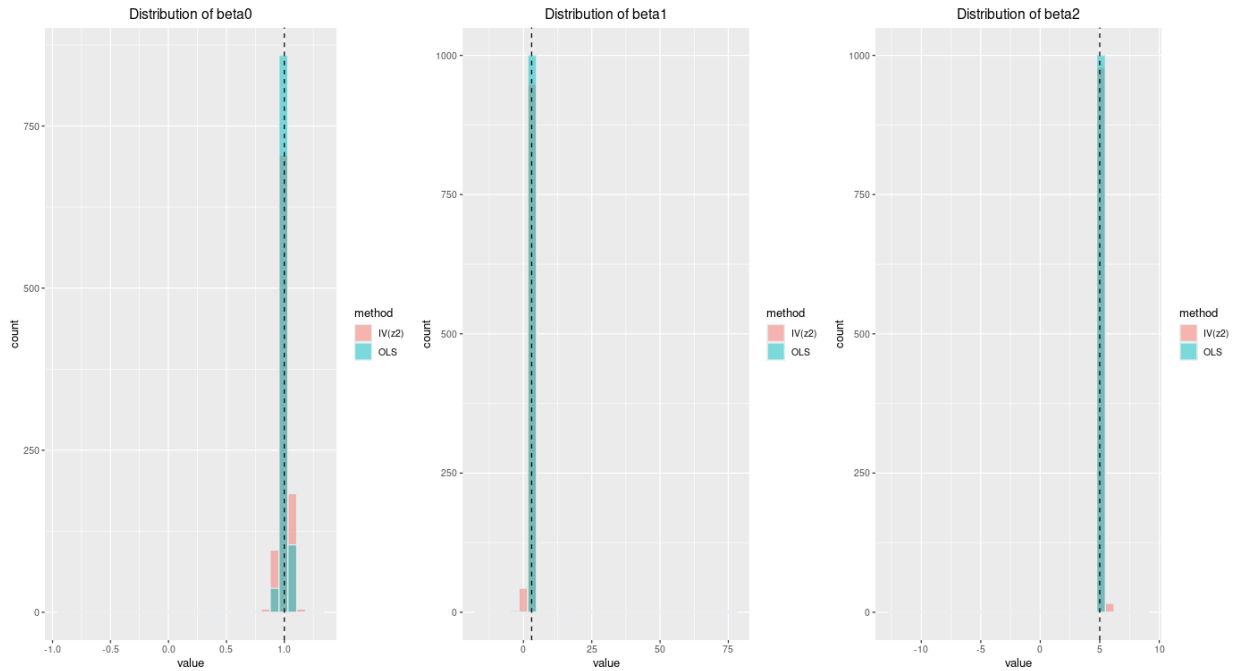 Distribution of beta0
750
500
250
0
count
-1.0 -0.5 0.0 0.5 1.0
value
method
IV(z2)
OLS
Distribution of beta1
1000
750
500
250
0
count
0 25 50 75
value
method
IV(z2)
OLS
Distribution of beta2
1000
750
500
250
0
count
-10 -5 0 5 10
value
method
IV(z2)
OLS